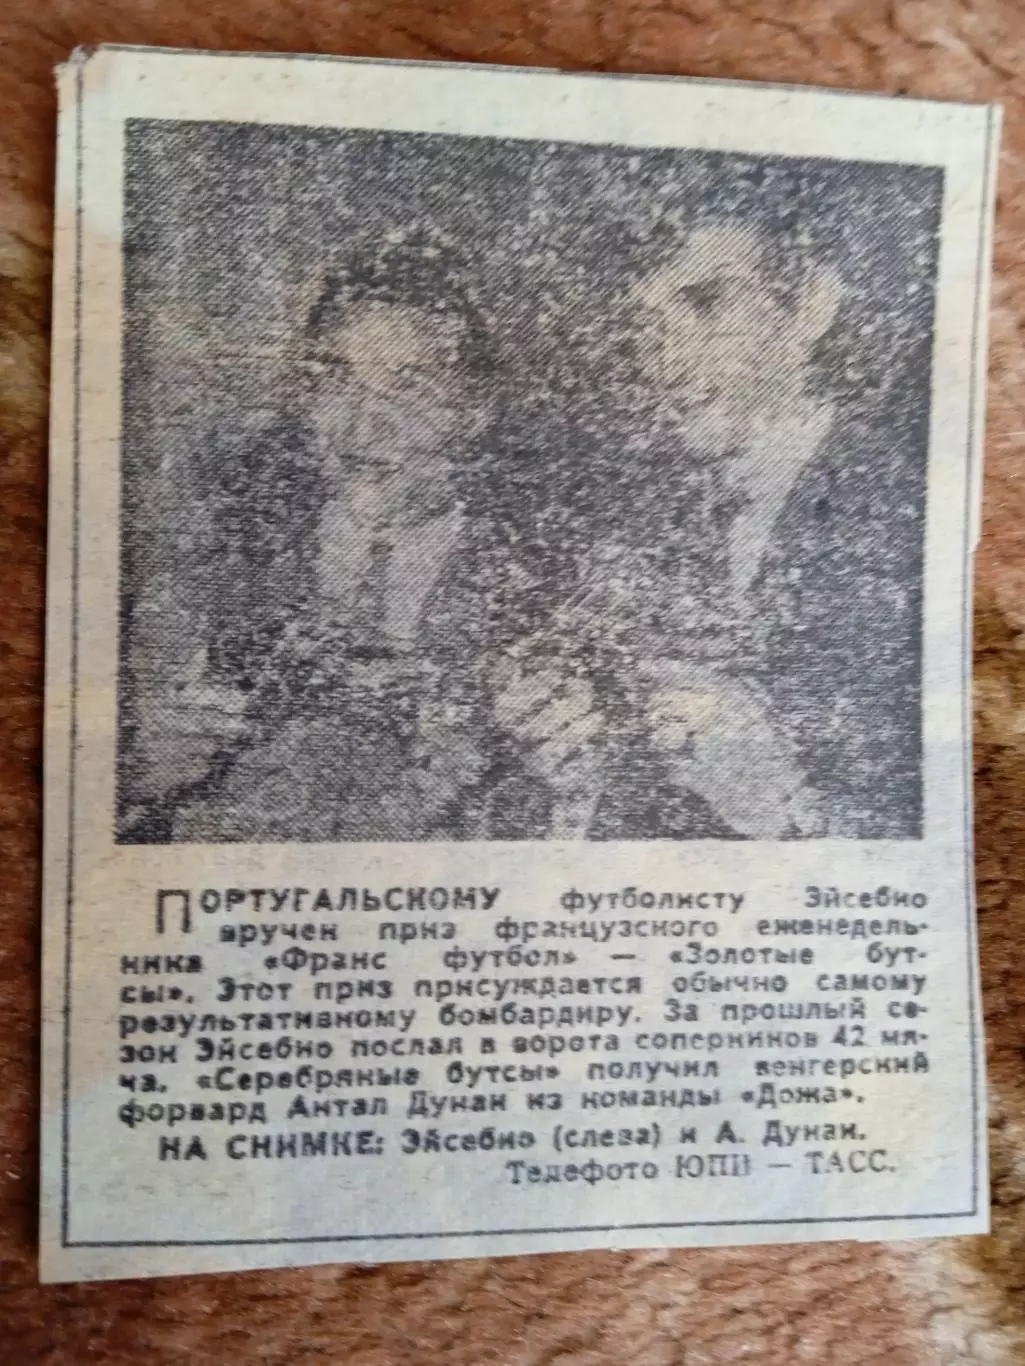 ПОРТУГАЛЬСКОМУ футболисту Эйсебио
вручен приз французского еженедель-
ника «Франс футбол» — «Золотые бут-
сы». Этот приз присуждается обычно самому
результативному бомбардиру. За прошлый се-
зон Эйсебио послал в ворота соперников 42 мя-
ча. «Серебряные бутсы» получил венгерский
форвард Антал Дунаи из команды «Дожа».
НА СНИМКЕ: Эйсебио (слева) и А. Дунаи.
Телефото ЮПИ — ТАСС.